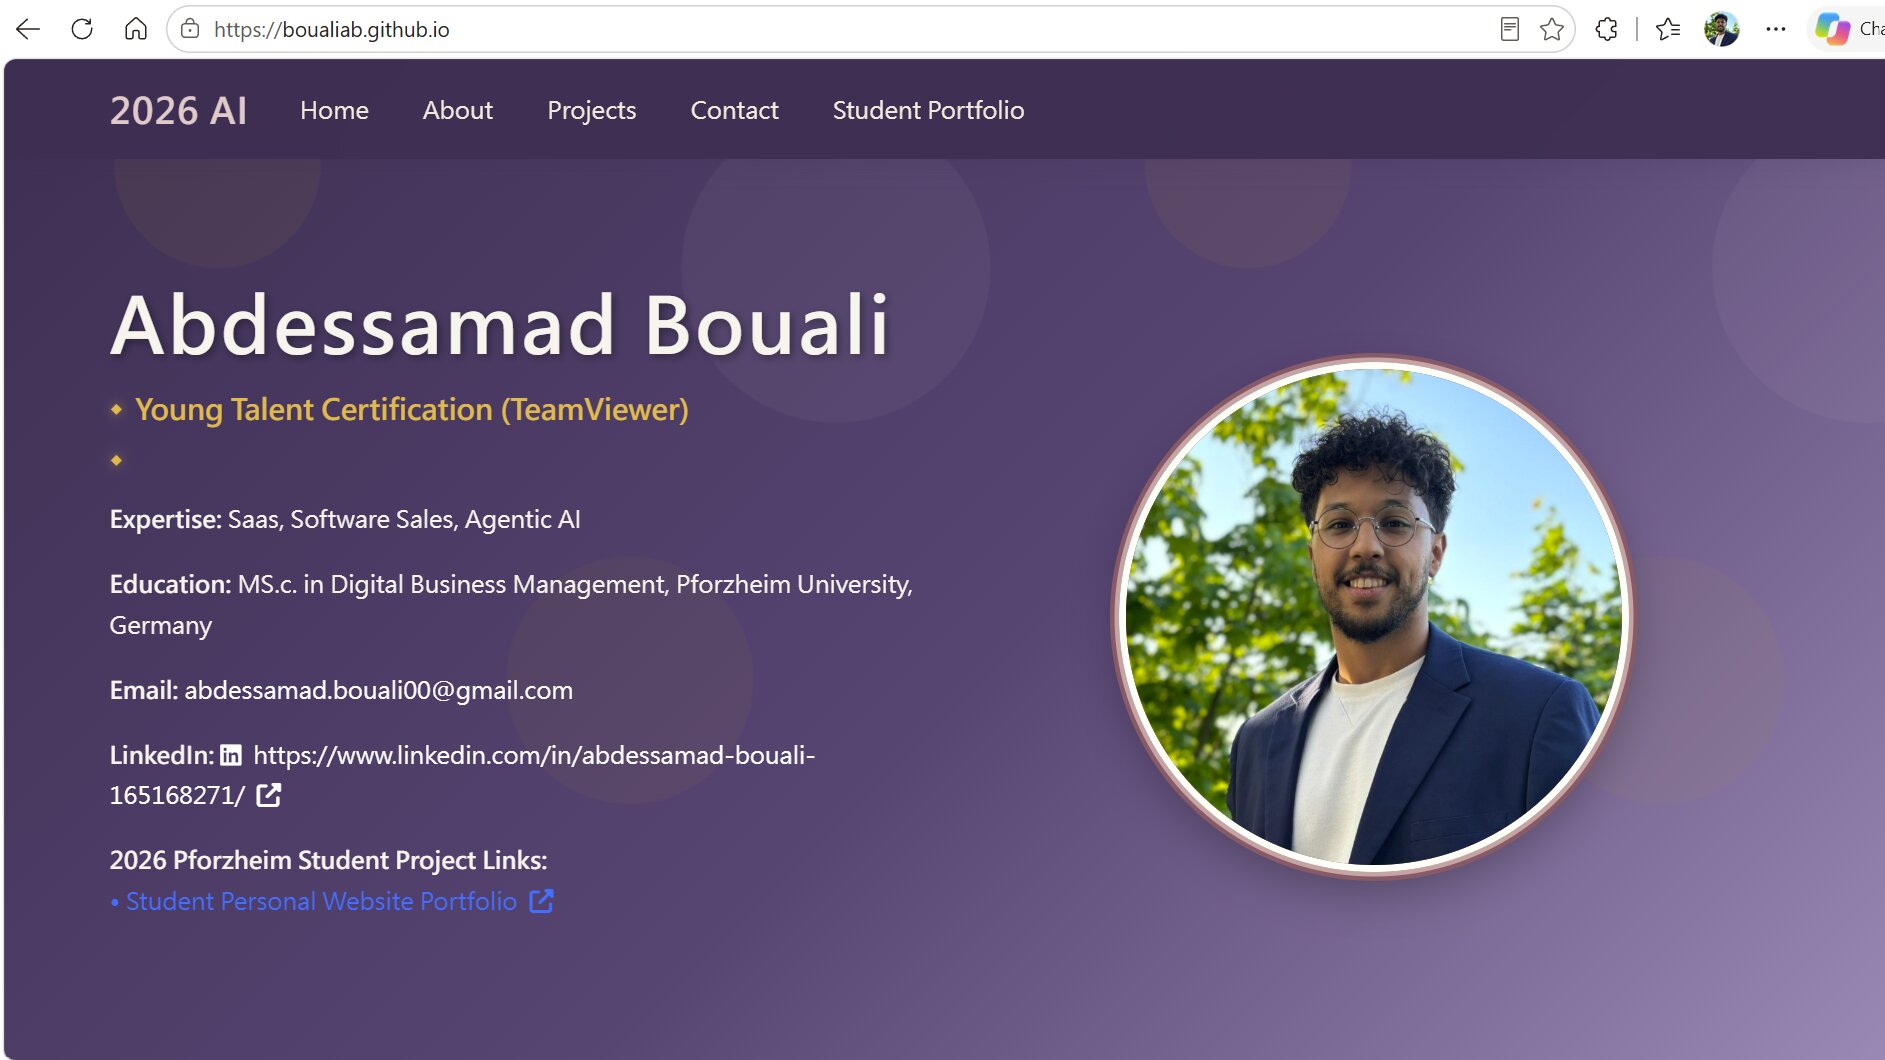 https://boualiab.github.io
Cha
2026 AI
Home
About
Projects
Contact
Student Portfolio
Abdessamad Bouali
Young Talent Certification (TeamViewer)
Expertise: Saas, Software Sales, Agentic AI
Education: MS.c. in Digital Business Management, Pforzheim University,
Germany
Email: abdessamad.bouali00@gmail.com
LinkedIn: in https://www.linkedin.com/in/abdessamad-bouali-
165168271/
2026 Pforzheim Student Project Links:
• Student Personal Website Portfolio